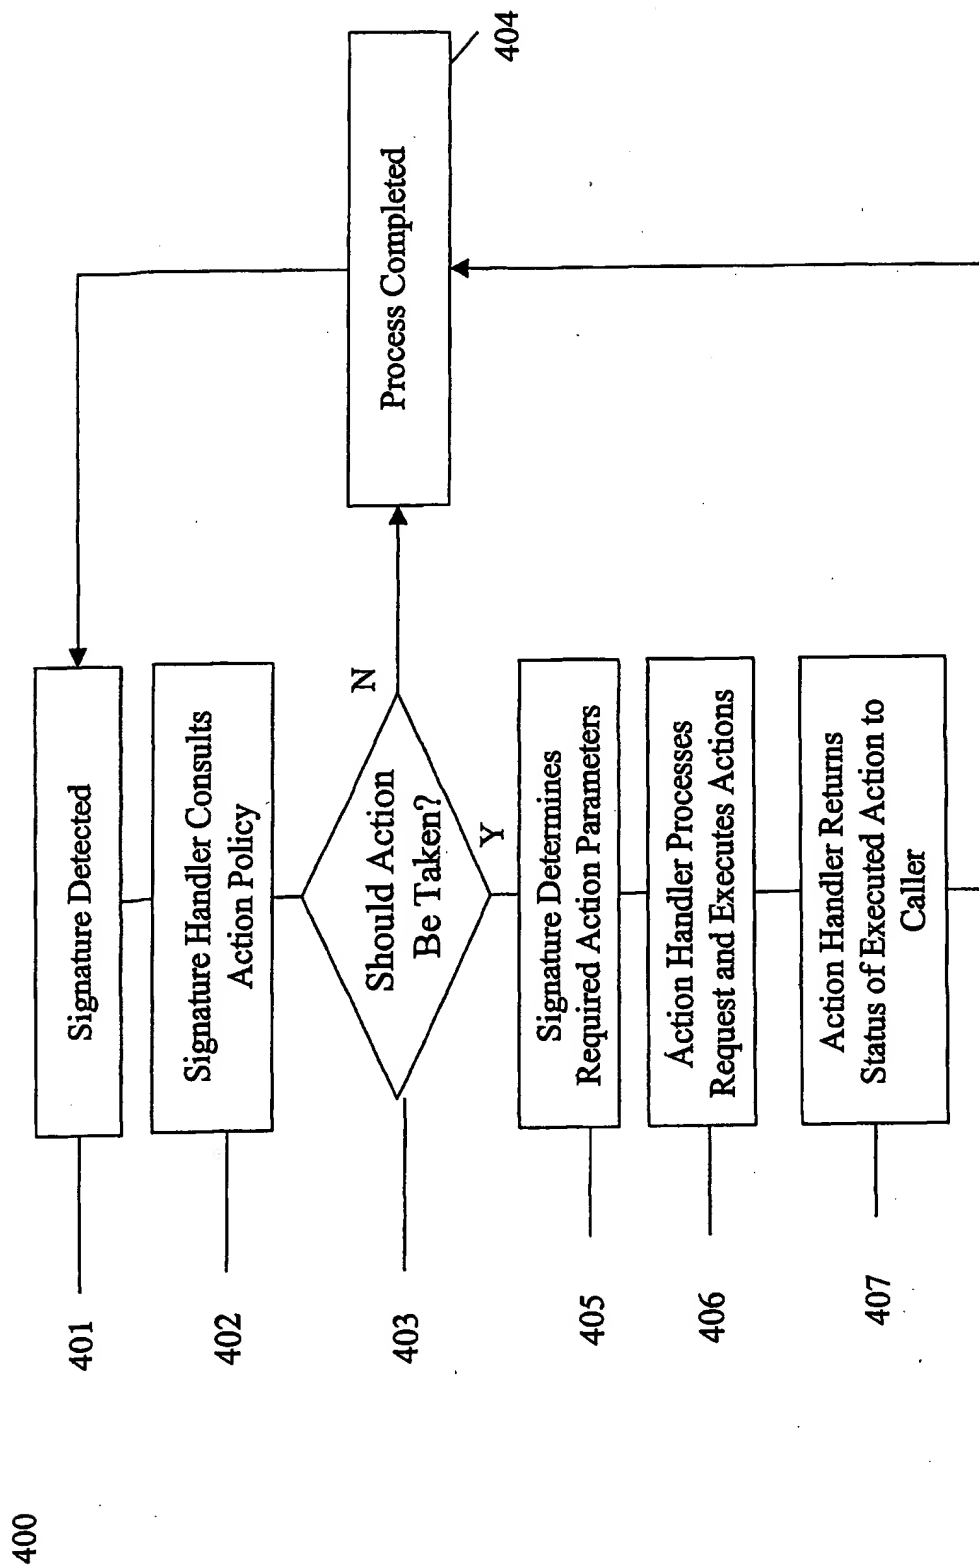 400
401
Signature Detected
402
Signature Handler Consults
Action Policy
403
Should Action
Be Taken?
N
Y
Process Completed
404
405
Signature Determines
Required Action Parameters
406
Action Handler Processes
Request and Executes Actions
407
Action Handler Returns
Status of Executed Action to
Caller